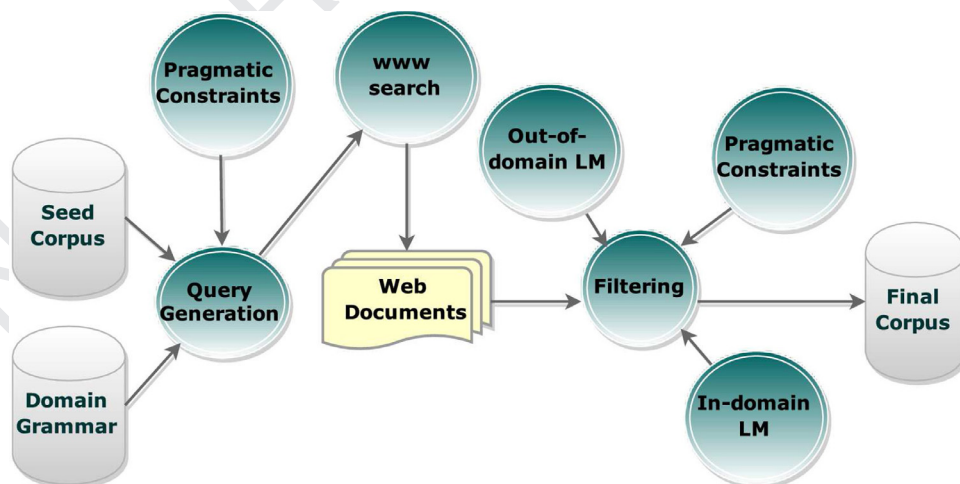 Pragmatic
Constraints
www
search
Out-of-
domain LM
Pragmatic
Constraints
Seed
Corpus
Query
Generation
Web
Documents
Filtering
Final
Corpus
Domain
Grammar
In-domain
LM